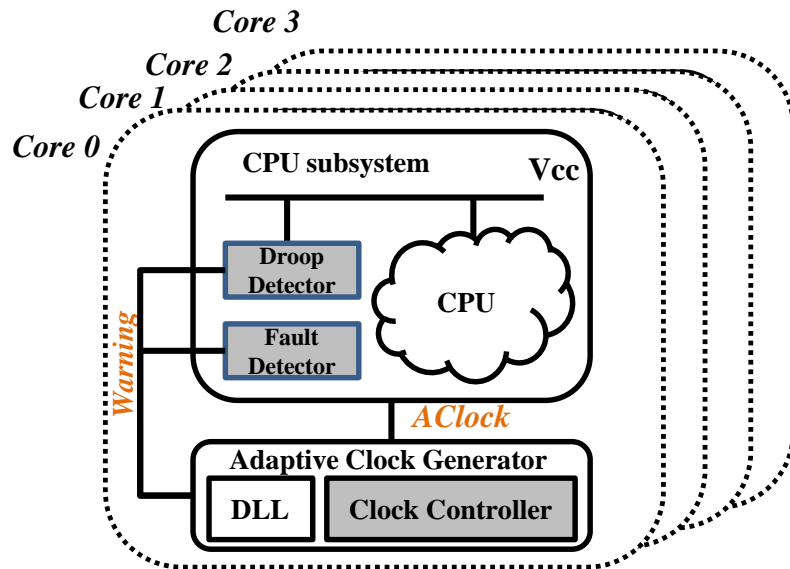 Core 3
Core 2
Core 1
Core 0
CPU subsystem
Vcc
Droop
Detector
CPU
Fault
Detector
Warning
AClock
Adaptive Clock Generator
DLL
Clock Controller